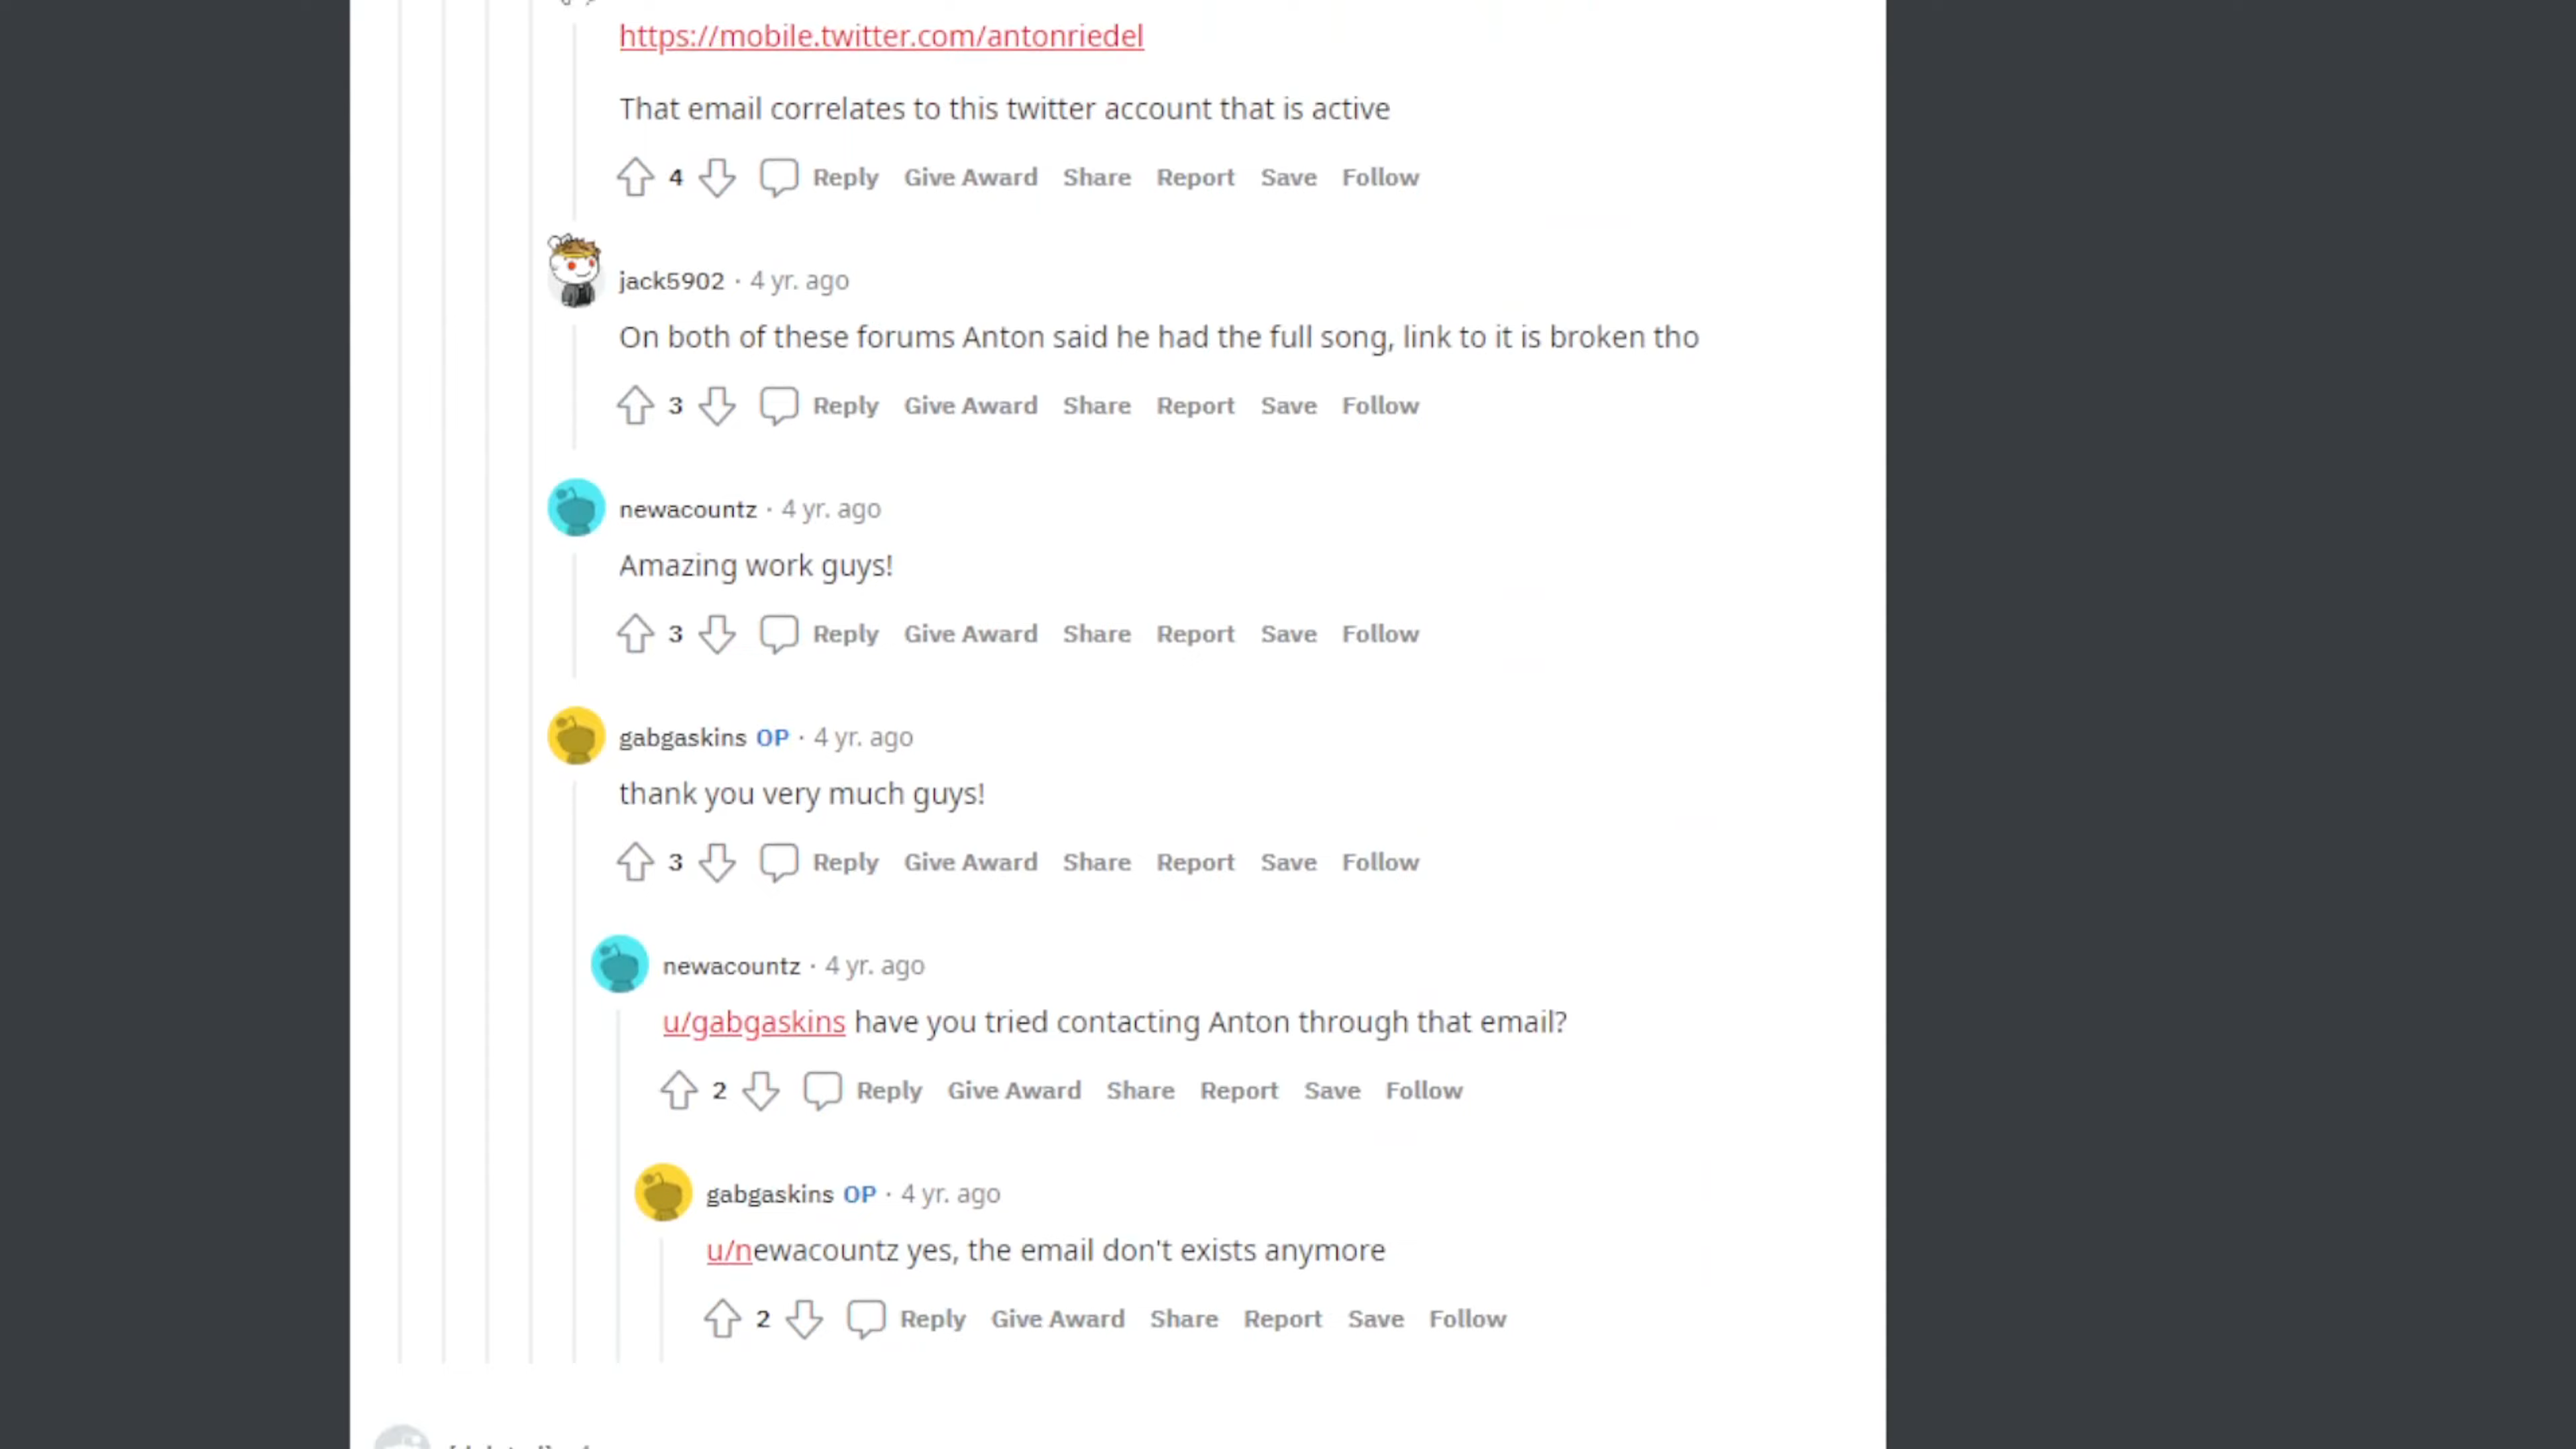 https://mobile.twitter.com/antonriedel
That email correlates to this twitter account that is active
4 Reply Give Award Share Report Save Follow
jack5902 · 4 yr. ago
On both of these forums Anton said he had the full song, link to it is broken tho
3 Reply Give Award Share Report Save Follow
newacountz · 4 yr. ago
Amazing work guys!
3 Reply Give Award Share Report Save Follow
gabgaskins OP · 4 yr. ago
thank you very much guys!
3 Reply Give Award Share Report Save Follow
newacountz · 4 yr. ago
u/gabgaskins have you tried contacting Anton through that email?
2 Reply Give Award Share Report Save Follow
gabgaskins OP · 4 yr. ago
u/newacountz yes, the email don't exists anymore
2 Reply Give Award Share Report Save Follow